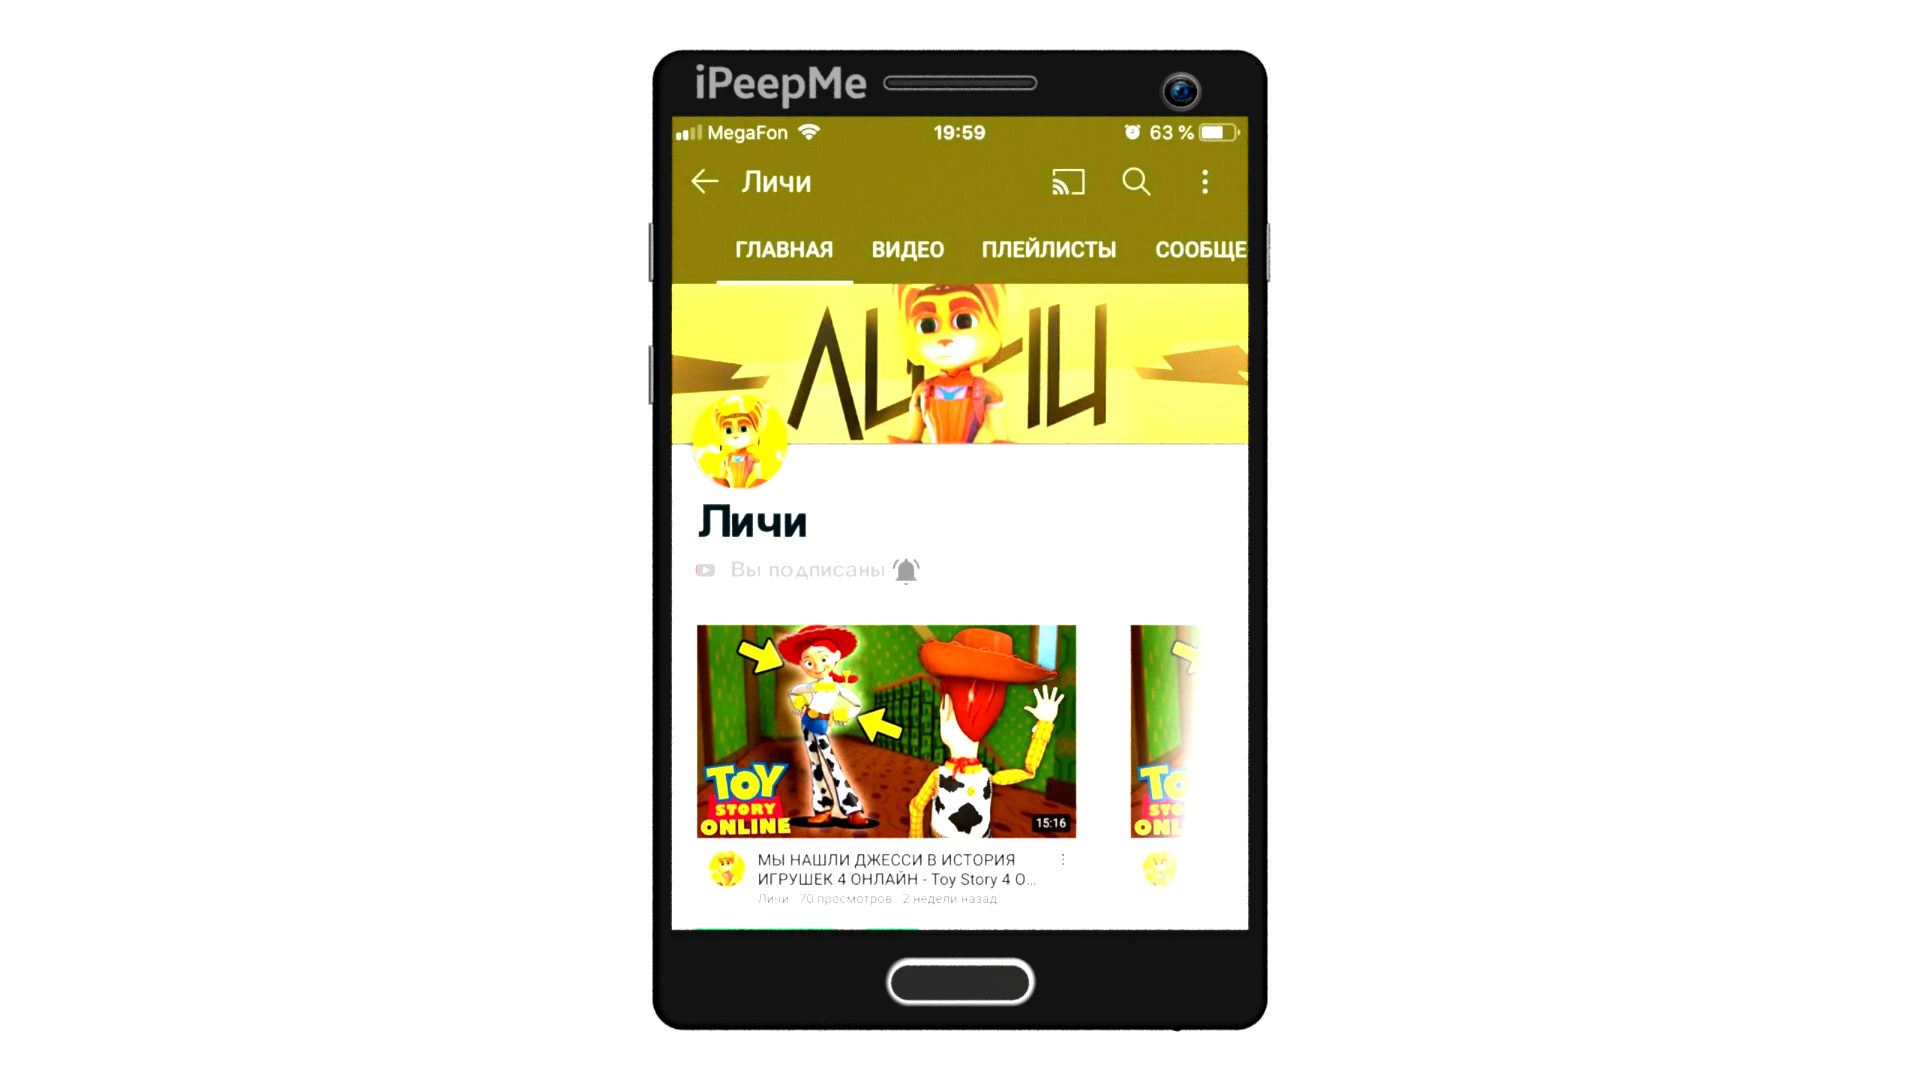 iPeepMe
MegaFon 19:59 63 %
Личи
ГЛАВНАЯ ВИДЕО ПЛЕЙЛИСТЫ СООБЩЕ
Личи
Вы подписаны
TOY
STORY
ONLINE
15:16
МЫ НАШЛИ ДЖЕССИ В ИСТОРИЯ
ИГРУШЕК 4 ОНЛАЙН - Toy Story 4 O...
Личи 70 просмотров 2 недели назад